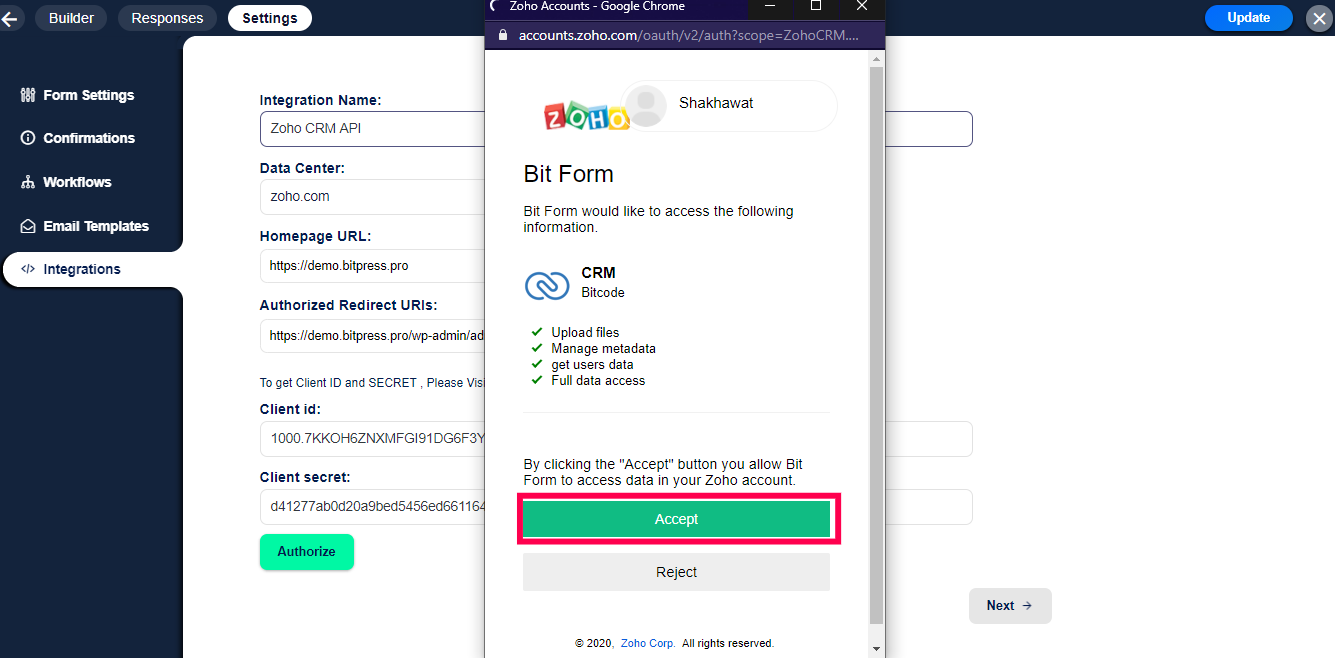 Builder
Responses
Settings
Zoho Accounts - Google Chrome
accounts.zoho.com/oauth/v2/auth?scope=ZohoCRM....
Update
Form Settings
Confirmations
Workflows
Email Templates
Integrations
Integration Name:
Zoho CRM API
Data Center:
zoho.com
Homepage URL:
https://demo.bitpress.pro
Authorized Redirect URIs:
https://demo.bitpress.pro/wp-admin/ad
To get Client ID and SECRET , Please Visi
Client id:
1000.7KKOH6ZNXMFGI91DG6F3Y
Client secret:
d41277ab0d20a9bed5456ed661164
Authorize
Next
ZOHO
Shakhawat
Bit Form
Bit Form would like to access the following
information.
CRM
Bitcode
Upload files
Manage metadata
get users data
Full data access
By clicking the "Accept" button you allow Bit
Form to access data in your Zoho account.
Accept
Reject
© 2020, Zoho Corp. All rights reserved.